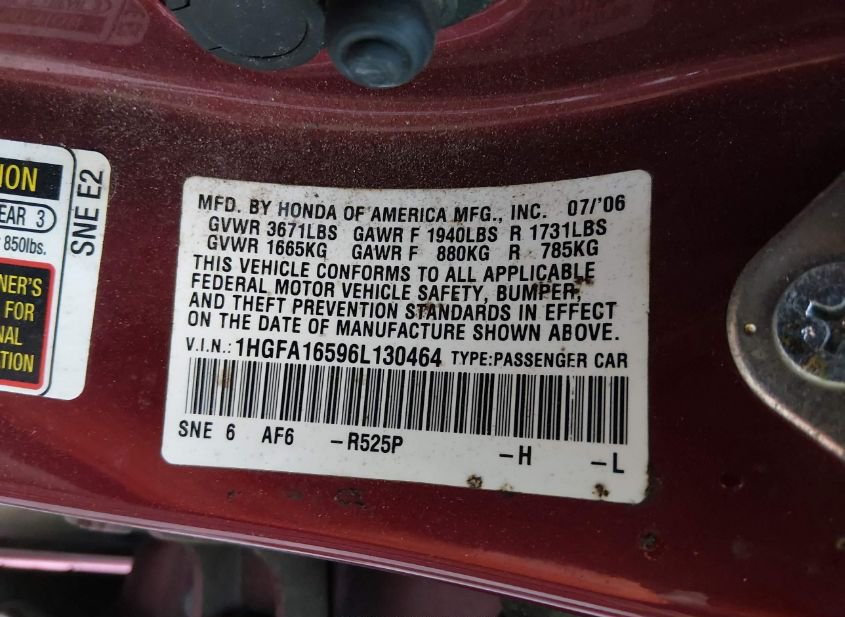 ION
EAR 3
850lbs.
NER'S
FOR
NAL
ATION
SNE E2
MFD. BY HONDA OF AMERICA MFG., INC. 07/'06
GVWR 3671LBS GAWR F 1940LBS R 1731LBS
GVWR 1665KG GAWR F 880KG R 785KG
THIS VEHICLE CONFORMS TO ALL APPLICABLE
FEDERAL MOTOR VEHICLE SAFETY, BUMPER,
AND THEFT PREVENTION STANDARDS IN EFFECT
ON THE DATE OF MANUFACTURE SHOWN ABOVE.
V.I.N.: 1HGFA16596L130464 TYPE:PASSENGER CAR
SNE 6 AF6 -R525P -H -L